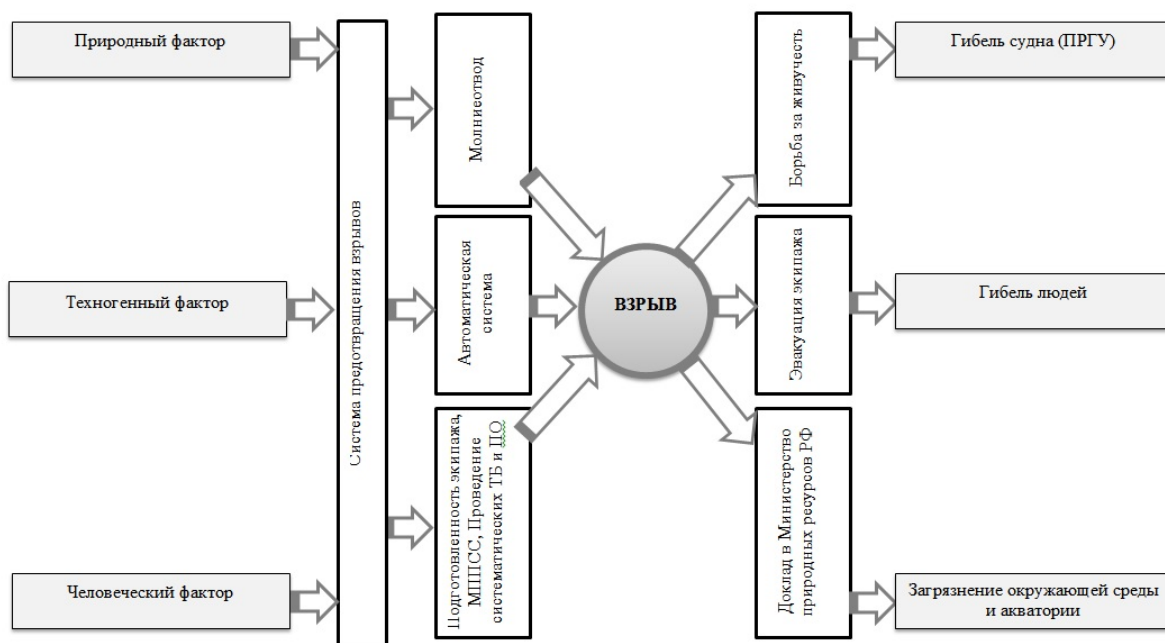 Природный фактор
Техногенный фактор
Человеческий фактор
Система предотвращения взрывов
Молниеотвод
Автоматическая
система
Подготовленность экипажа,
МППСС, Проведение
систематических ТБ и ПО
ВЗРЫВ
Борьба за живучесть
Эвакуация экипажа
Доклад в Министерство
природных ресурсов РФ
Гибель судна (ПРГУ)
Гибель людей
Загрязнение окружающей среды
и акватории